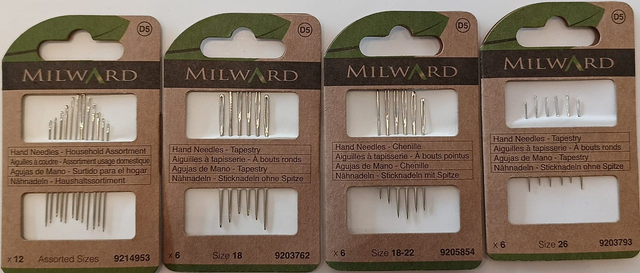 D5
MILWARD
Hand Needles - Household Assortment
Aiguilles à coudre - Assortiment usage domestique
Agujas de Mano - Surtido para el hogar
Nähnadeln - Haushaltssortiment
x 12 Assorted Sizes 9214953
D5
MILWARD
Hand Needles - Tapestry
Aiguilles à tapisserie - À bouts ronds
Agujas de Mano - Tapestry
Nähnadeln - Sticknadeln ohne Spitze
x 6 Size 18 9203762
D5
MILWARD
Hand Needles - Chenille
Aiguilles à tapisserie - À bouts pointus
Agujas de Mano - Chenille
Nähnadeln - Sticknadeln mit Spitze
x 6 Size 18-22 9205854
D5
MILWARD
Hand Needles - Tapestry
Aiguilles à tapisserie - À bouts ronds
Agujas de Mano - Tapestry
Nähnadeln - Sticknadeln ohne Spitze
x 6 Size 26 9203793